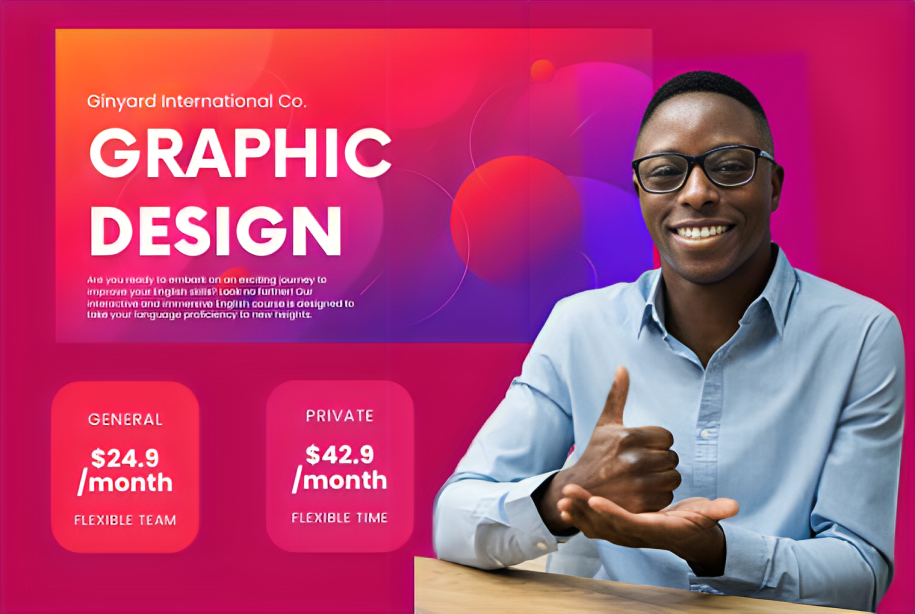 Ginyard International Co.
GRAPHIC
DESIGN
Are you ready to embark on an exciting journey to
improve your English skills? Look no further! Our
interactive and immersive English course is designed to
take your language proficiency to new heights.
GENERAL
$24.9
/month
FLEXIBLE TEAM
PRIVATE
$42.9
/month
FLEXIBLE TIME